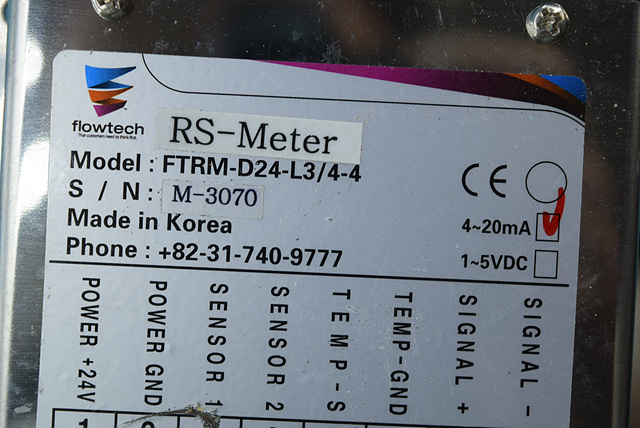 flowtech
RS-Meter
Model : FTRM-D24-L3/4-4
S / N : M-3070
Made in Korea
Phone : +82-31-740-9777
CE
4~20mA
1~5VDC
POWER +24V
POWER GND
SENSOR 1
SENSOR 2
TEMP-S
TEMP-GND
SIGNAL +
SIGNAL -